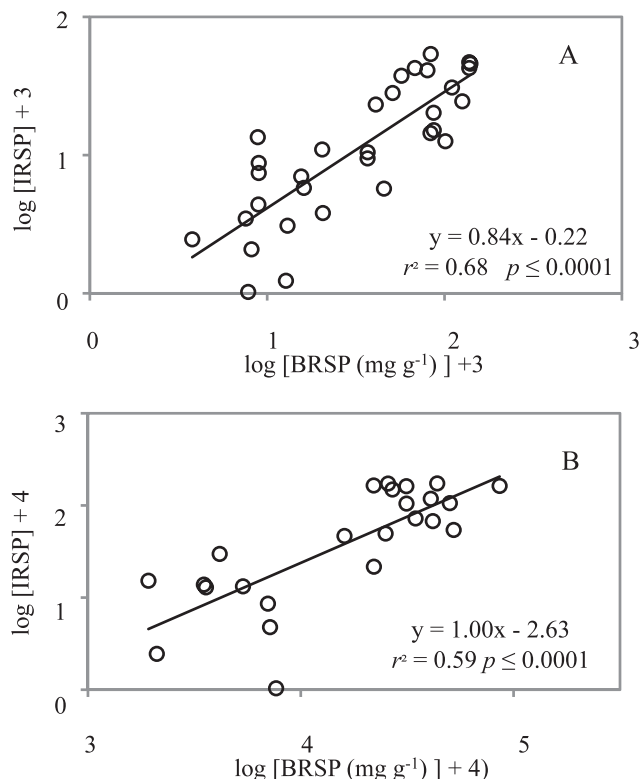 2
A
log [IRSP] + 3
1
y = 0.84x - 0.22
r² = 0.68 p ≤ 0.0001
0
0 1 2 3
log [BRSP (mg g⁻¹) ] +3
3
B
2
log [IRSP] + 4
1
y = 1.00x - 2.63
r² = 0.59 p ≤ 0.0001
0
3 4 5
log [BRSP (mg g⁻¹) ] + 4)